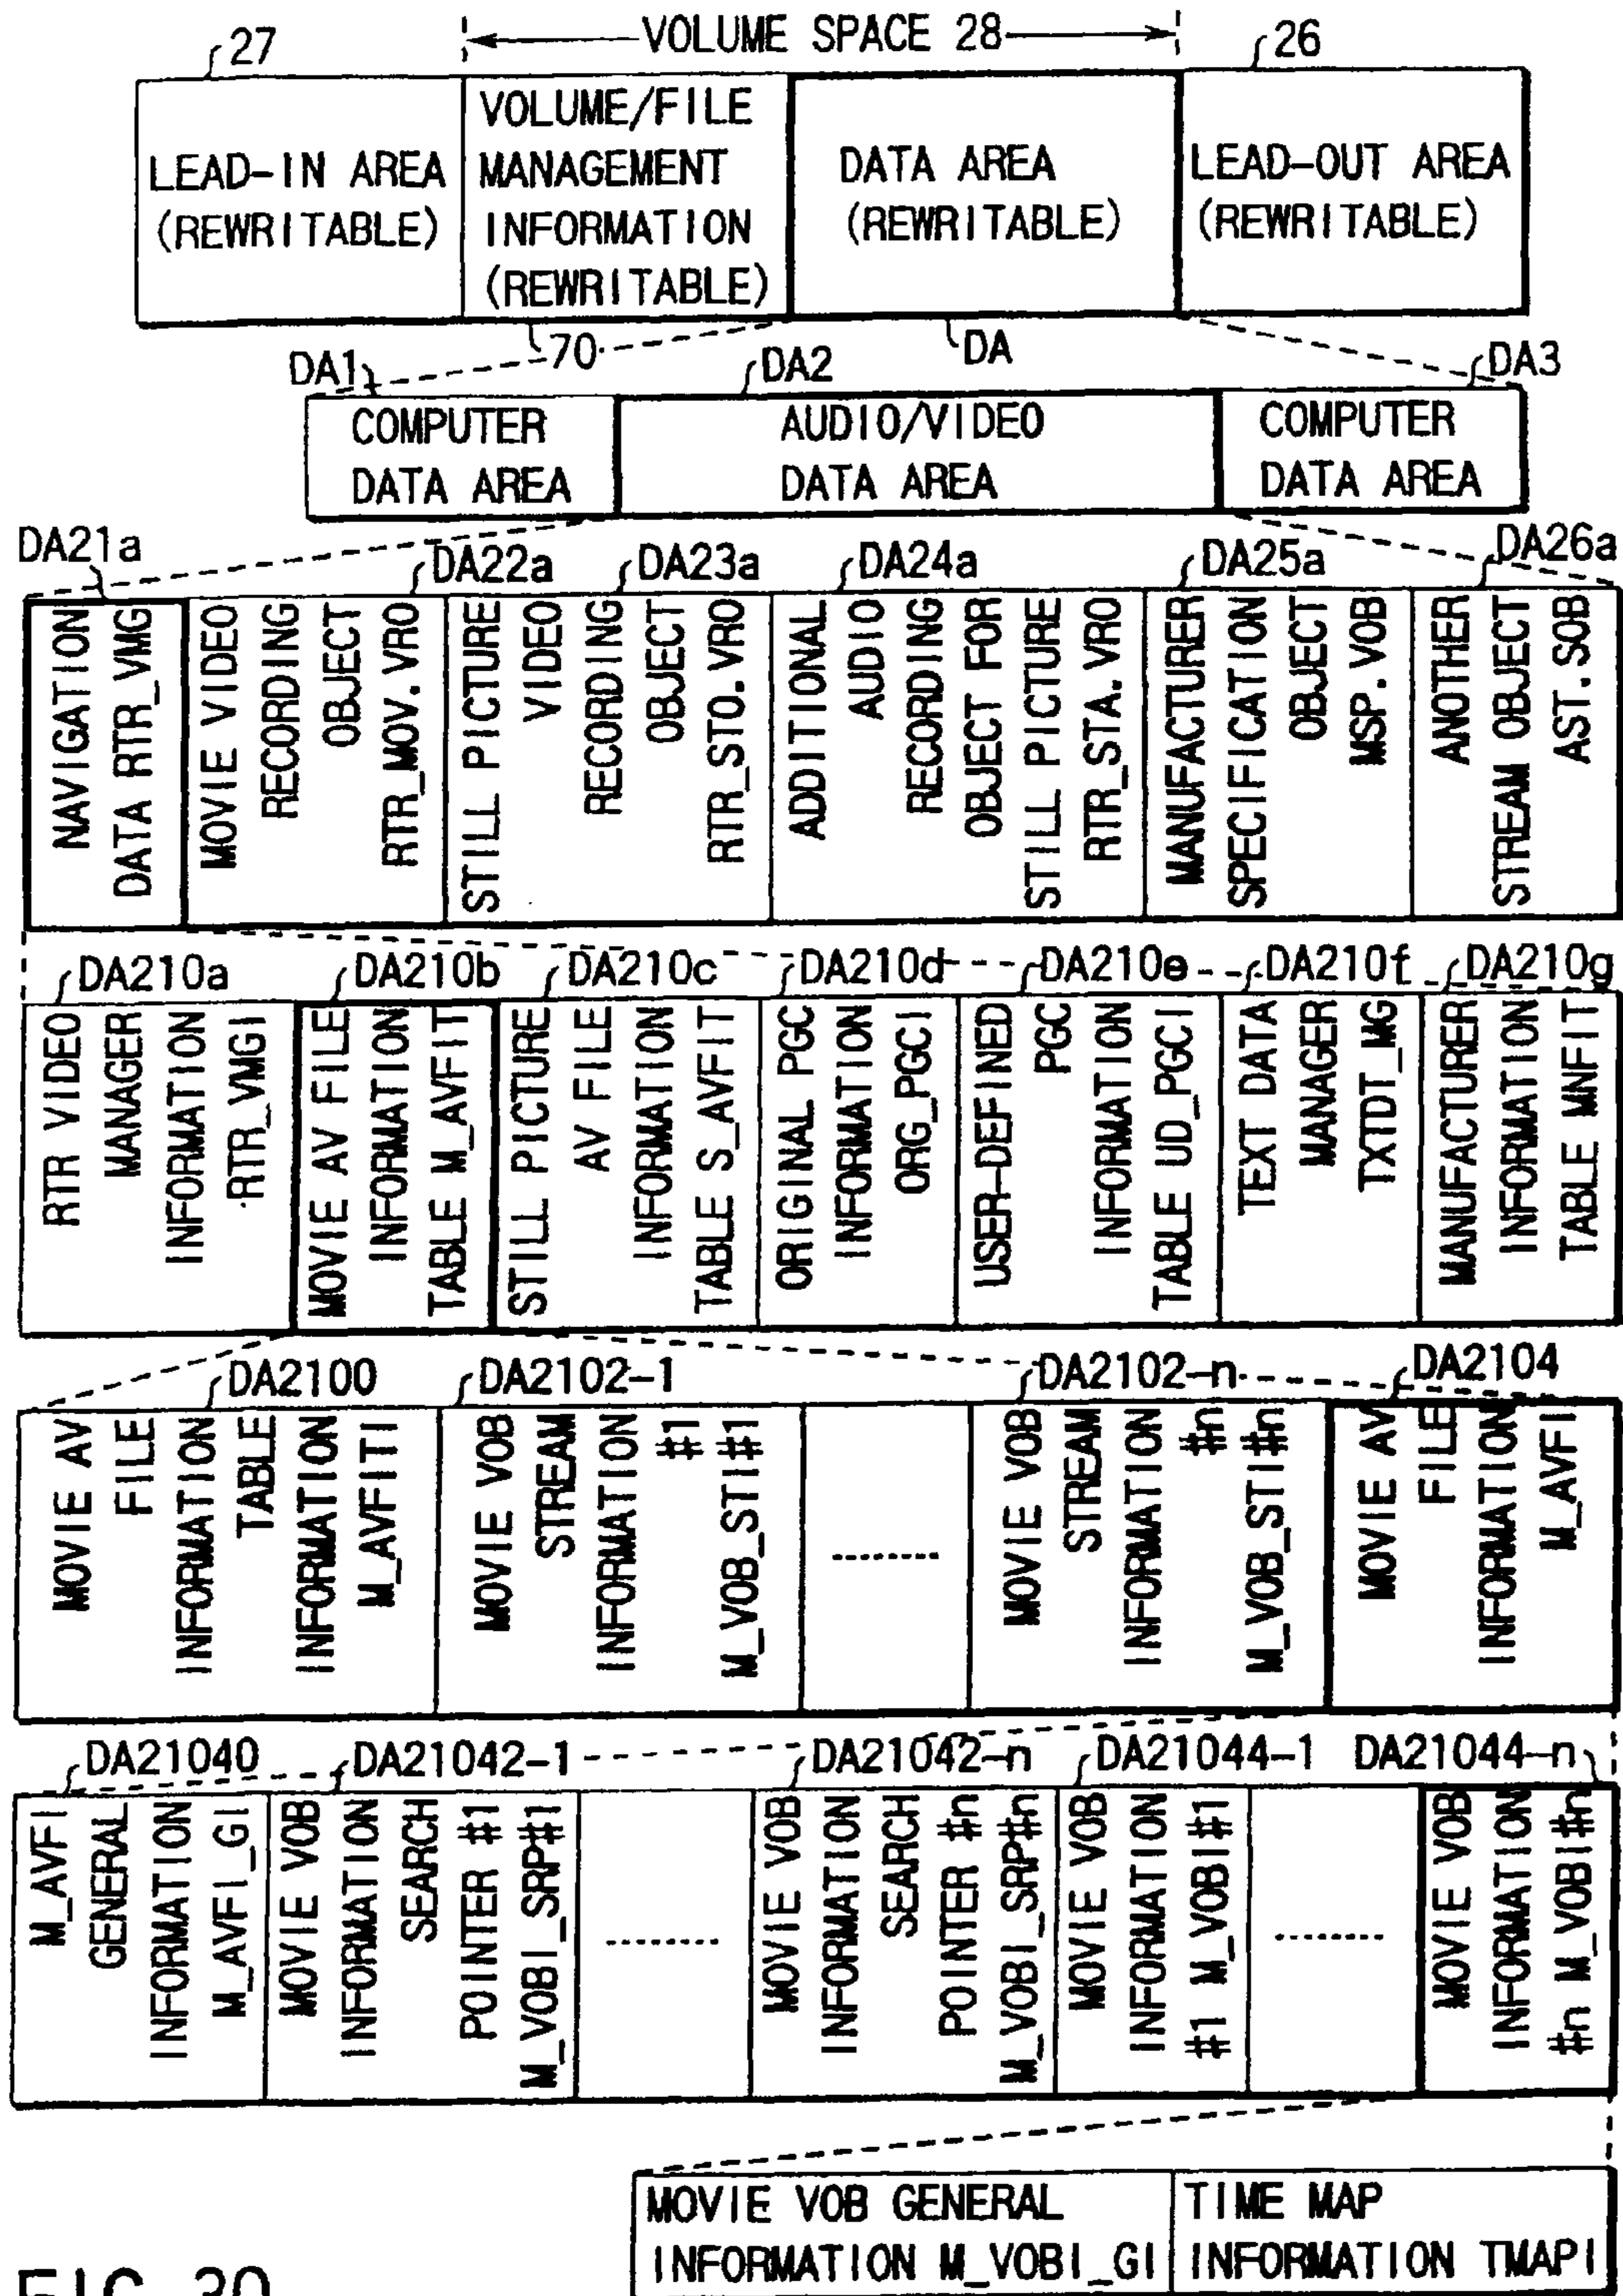 27
VOLUME SPACE 28
26
LEAD-IN AREA
(REWRITABLE)
VOLUME/FILE
MANAGEMENT
INFORMATION
(REWRITABLE)
DATA AREA
(REWRITABLE)
LEAD-OUT AREA
(REWRITABLE)
70
DA
DA1
DA2
DA3
COMPUTER
DATA AREA
AUDIO/VIDEO
DATA AREA
COMPUTER
DATA AREA
DA21a
DA22a
DA23a
DA24a
DA25a
DA26a
NAVIGATION
DATA RTR_VMG
MOVIE VIDEO
RECORDING
OBJECT
RTR_MOV.VRO
STILL PICTURE
VIDEO
RECORDING
OBJECT
RTR_STO.VRO
ADDITIONAL
AUDIO
RECORDING
OBJECT FOR
STILL PICTURE
RTR_STA.VRO
MANUFACTURER
SPECIFICATION
OBJECT
MSP.VOB
ANOTHER
STREAM OBJECT
AST.SOB
DA210a
DA210b
DA210c
DA210d
DA210e
DA210f
DA210g
RTR VIDEO
MANAGER
INFORMATION
RTR_VMGI
MOVIE AV FILE
INFORMATION
TABLE M_AVFIT
STILL PICTURE
AV FILE
INFORMATION
TABLE S_AVFIT
ORIGINAL PGC
INFORMATION
ORG_PGCI
USER-DEFINED
PGC
INFORMATION
TABLE UD_PGCI
TEXT DATA
MANAGER
TXTDT_MG
MANUFACTURER
INFORMATION
TABLE MNFIT
DA2100
DA2102-1
DA2102-n
DA2104
MOVIE AV
FILE
INFORMATION
TABLE
INFORMATION
M_AVFITI
MOVIE VOB
STREAM
INFORMATION
#1
M_VOB_STI#1
MOVIE VOB
STREAM
INFORMATION
#n
M_VOB_STI#n
MOVIE AV
FILE
INFORMATION
M_AVFI
DA21040
DA21042-1
DA21042-n
DA21044-1
DA21044-n
M_AVFI
GENERAL
INFORMATION
M_AVFI_GI
MOVIE VOB
INFORMATION
SEARCH
POINTER #1
M_VOBI_SRP#1
MOVIE VOB
INFORMATION
SEARCH
POINTER #n
M_VOBI_SRP#n
MOVIE VOB
INFORMATION
#1 M_VOBI#1
MOVIE VOB
INFORMATION
#n M_VOBI#n
MOVIE VOB GENERAL
INFORMATION M_VOBI_GI
TIME MAP
INFORMATION TMAPI